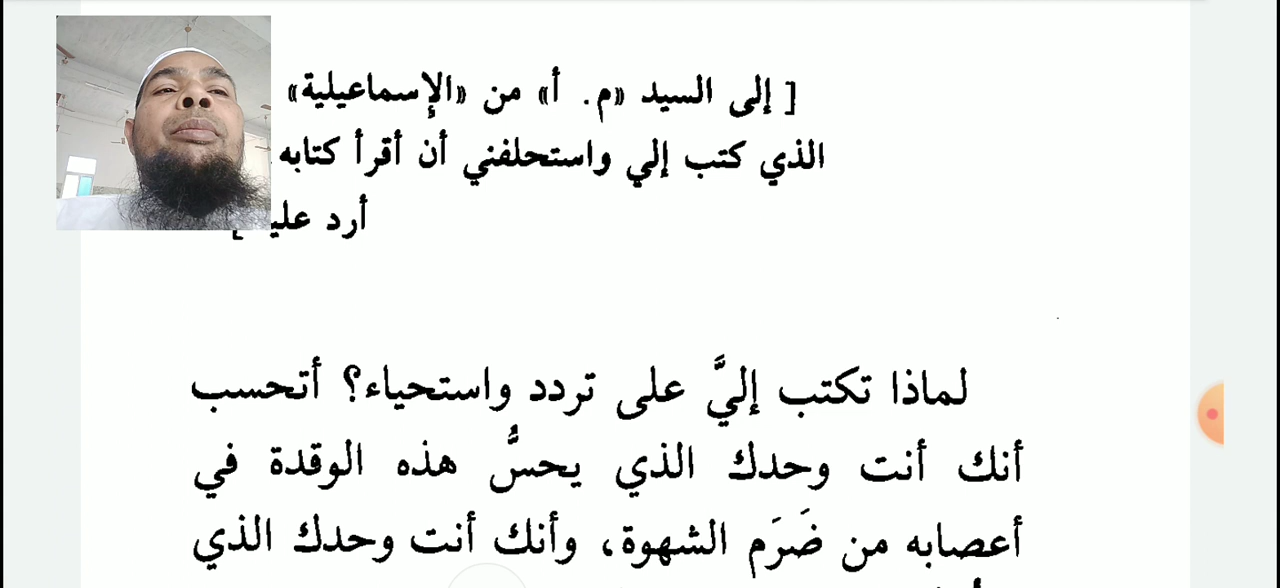 [ إلى السيد «م. أ» من «الإسماعيلية»
الذي كتب إلي واستحلفني أن أقرأ كتابه
أرد
لماذا تكتب إليَّ على تردد واستحياء؟ أتحسب
أنك أنت وحدك الذي يحسُّ هذه الوقدة في
أعصابه من ضَرَم الشهوة، وأنك أنت وحدك الذي